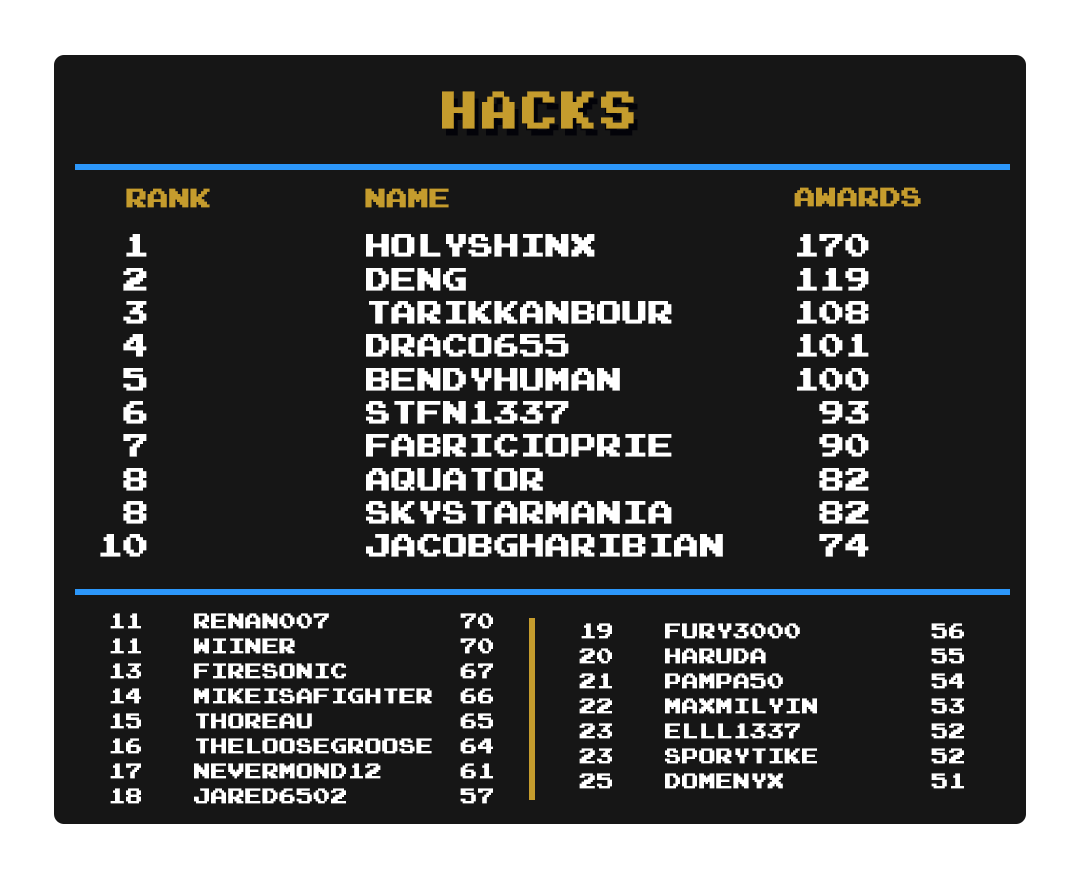 HACKS
RANK NAME AWARDS
1 HOLYSHINX 170
2 DENG 119
3 TARIKKANBOUR 108
4 DRACO655 101
5 BENDYHUMAN 100
6 STFN1337 93
7 FABRICIOPRIE 90
8 AQUATOR 82
8 SKYSTARMANIA 82
10 JACOBGHARIBIAN 74
11 RENAN007 70
11 WIINER 70
13 FIRESONIC 67
14 MIKEISAFIGHTER 66
15 THOREAU 65
16 THELOOSEGROOSE 64
17 NEVERMOND12 61
18 JARED6502 57
19 FURY3000 56
20 HARUDA 55
21 PAMPA50 54
22 MAXMILYIN 53
23 ELLL1337 52
23 SPORYTIKE 52
25 DOMENYX 51